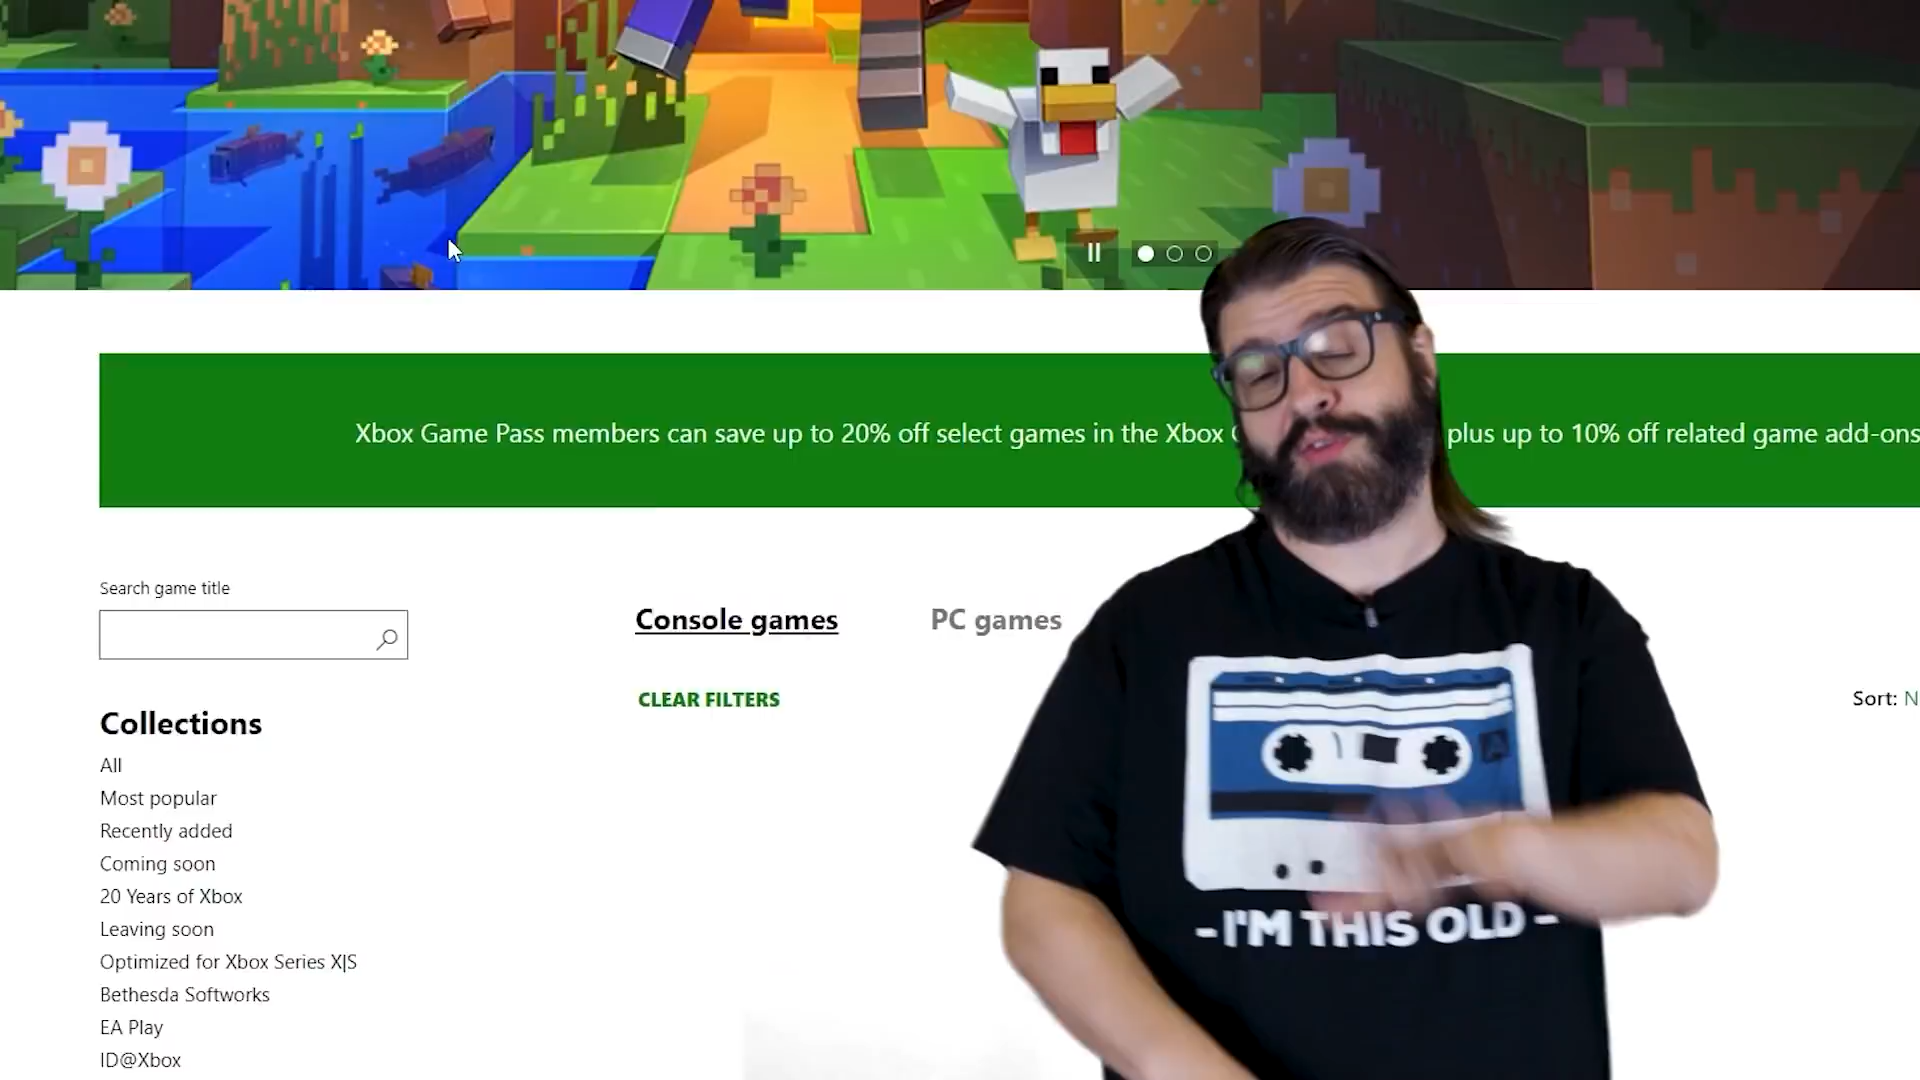 Xbox Game Pass members can save up to 20% off select games in the Xbox plus up to 10% off related game add-ons
Search game title
Console games PC games
CLEAR FILTERS
Sort: N
Collections
All
Most popular
Recently added
Coming soon
20 Years of Xbox
Leaving soon
Optimized for Xbox Series X|S
Bethesda Softworks
EA Play
ID@Xbox
A
-I'M THIS OLD-